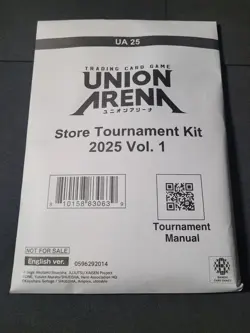 UA 25
TRADING CARD GAME
UNION
ARENA
ユニオンアリーナ
Store Tournament Kit
2025 Vol. 1
Tournament
Manual
NOT FOR SALE!
English ver.
0596292014